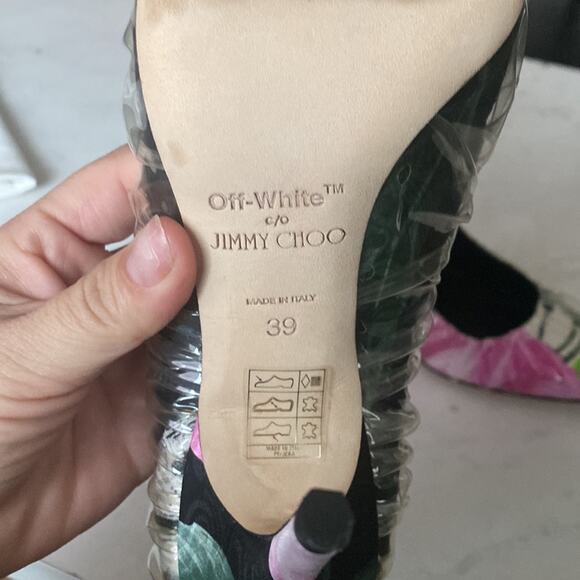 Off-White™
c/o
JIMMY CHOO
MADE IN ITALY
39